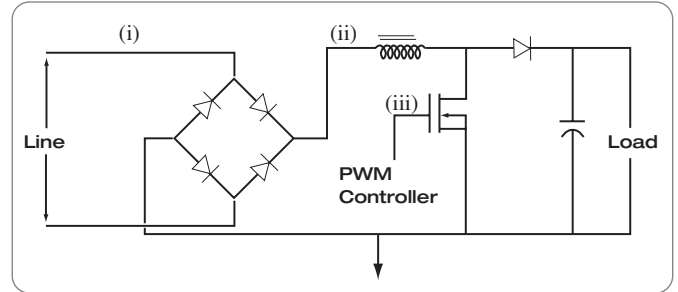 (i)
(ii)
(iii)
Line
Load
PWM
Controller